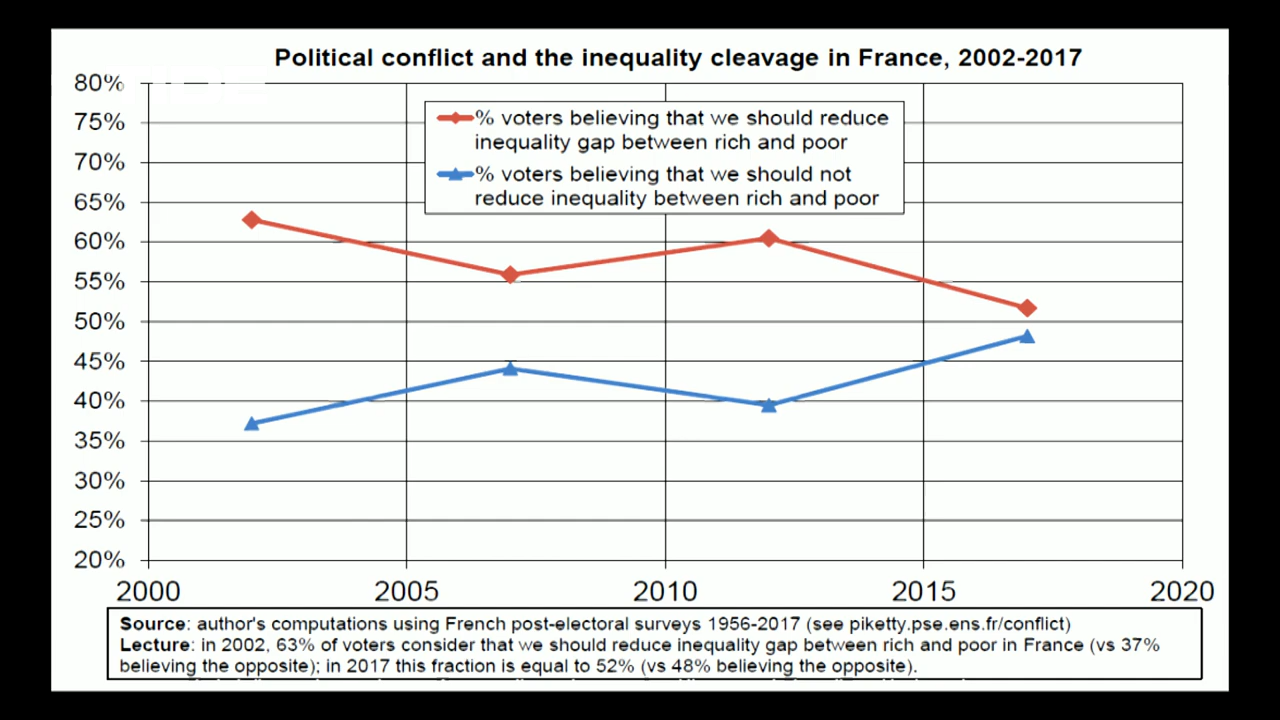 Political conflict and the inequality cleavage in France, 2002-2017
80%
75%
70%
65%
60%
55%
50%
45%
40%
35%
30%
25%
20%
% voters believing that we should reduce
inequality gap between rich and poor
% voters believing that we should not
reduce inequality between rich and poor
2000 2005 2010 2015 2020
Source: author's computations using French post-electoral surveys 1956-2017 (see piketty.pse.ens.fr/conflict)
Lecture: in 2002, 63% of voters consider that we should reduce inequality gap between rich and poor in France (vs 37%
believing the opposite); in 2017 this fraction is equal to 52% (vs 48% believing the opposite).